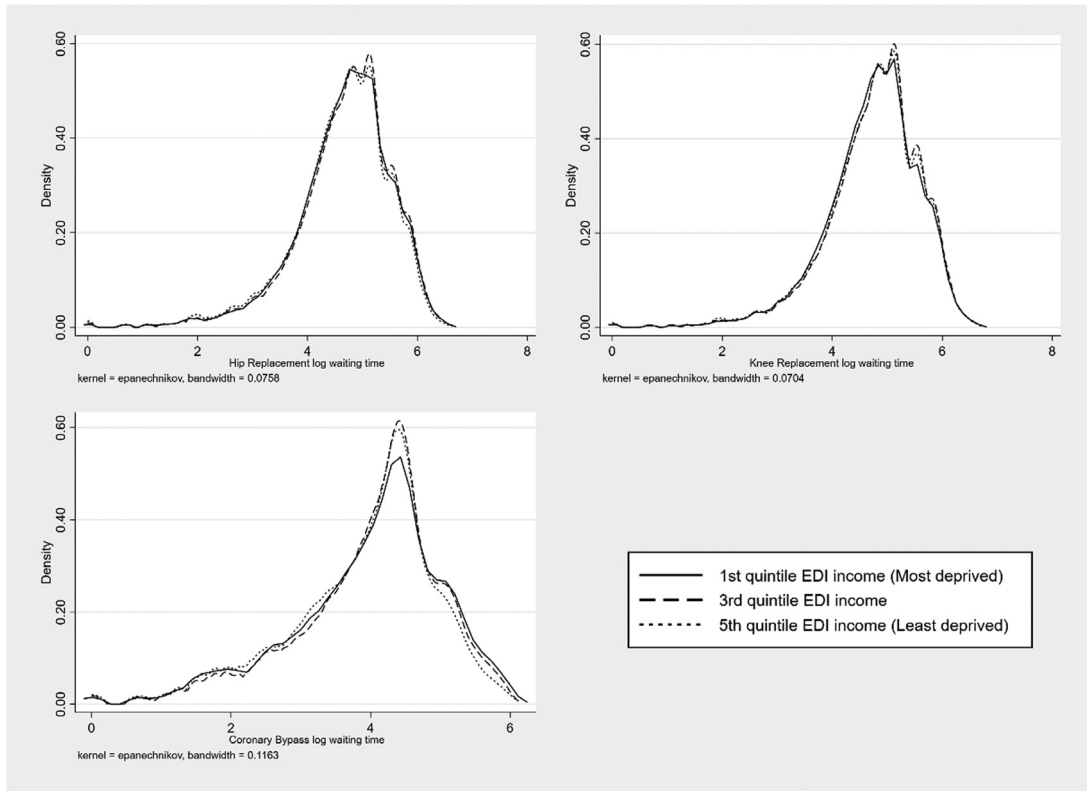 0.60
0.40
0.20
0.00
Density
0 2 4 6 8
Hip Replacement log waiting time
kernel = epanechnikov, bandwidth = 0.0758
0.60
0.40
0.20
0.00
Density
0 2 4 6 8
Knee Replacement log waiting time
kernel = epanechnikov, bandwidth = 0.0704
0.60
0.40
0.20
0.00
Density
0 2 4 6
Coronary Bypass log waiting time
kernel = epanechnikov, bandwidth = 0.1163
1st quintile EDI income (Most deprived)
3rd quintile EDI income
5th quintile EDI income (Least deprived)